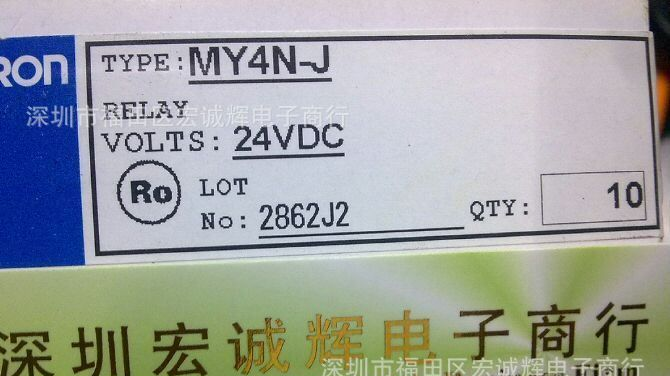 RON
TYPE: MY4N-J
RELAY
深圳市福田区宏诚辉电子商行
VOLTS: 24VDC
Ro
LOT
No: 2862J2
QTY: 10
深圳宏诚辉电子商行
深圳市福田区宏诚辉电子商行